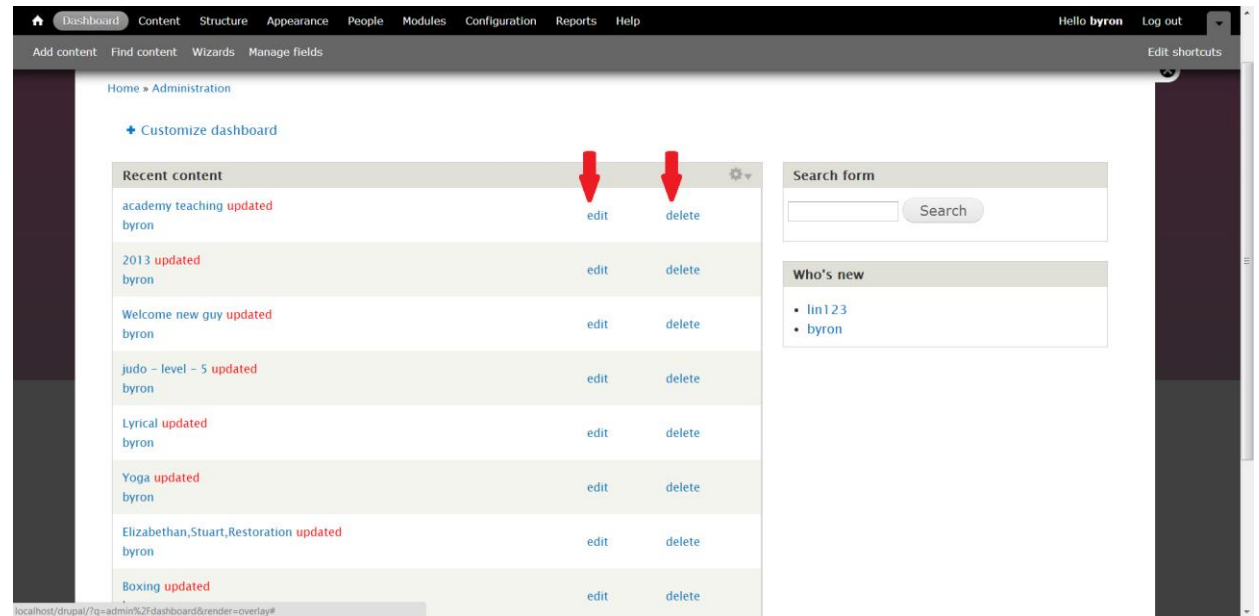 Dashboard Content Structure Appearance People Modules Configuration Reports Help Hello byron Log out
Add content Find content Wizards Manage fields Edit shortcuts
Home » Administration
Customize dashboard
Recent content
academy teaching updated
byron
edit delete
2013 updated
byron
edit delete
Welcome new guy updated
byron
edit delete
judo - level - 5 updated
byron
edit delete
Lyrical updated
byron
edit delete
Yoga updated
byron
edit delete
Elizabethan,Stuart,Restoration updated
byron
edit delete
Boxing updated
edit delete
Search form
Search
Who's new
• lin123
• byron
localhost/drupal/?q=admin%2Fdashboard&render=overlay#